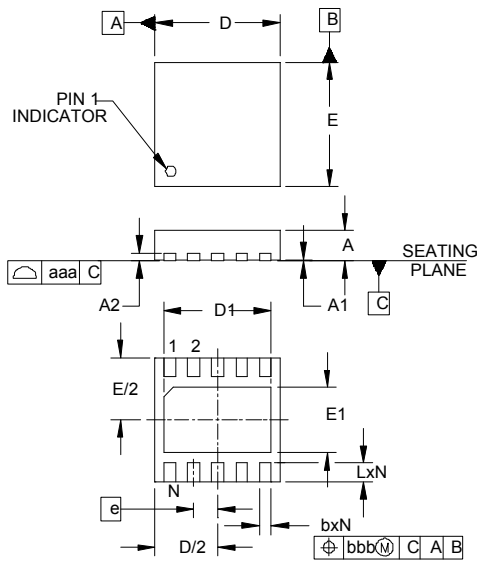 A D B
PIN 1
INDICATOR
E
A
SEATING
PLANE
aaa C
A2 A1 C
D1
1 2
E/2
E1
LxN
N
e
bxN
D/2
bbb Ⓜ C A B